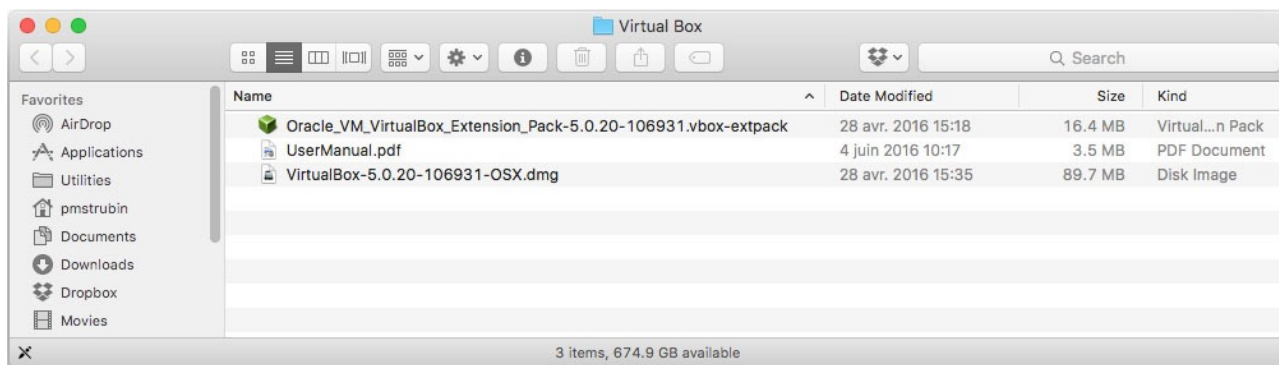 Virtual Box
Search
Favorites
AirDrop
Applications
Utilities
pmstrubin
Documents
Downloads
Dropbox
Movies
Name Date Modified Size Kind
Oracle_VM_VirtualBox_Extension_Pack-5.0.20-106931.vbox-extpack 28 avr. 2016 15:18 16.4 MB Virtual...n Pack
UserManual.pdf 4 juin 2016 10:17 3.5 MB PDF Document
VirtualBox-5.0.20-106931-OSX.dmg 28 avr. 2016 15:35 89.7 MB Disk Image
3 items, 674.9 GB available